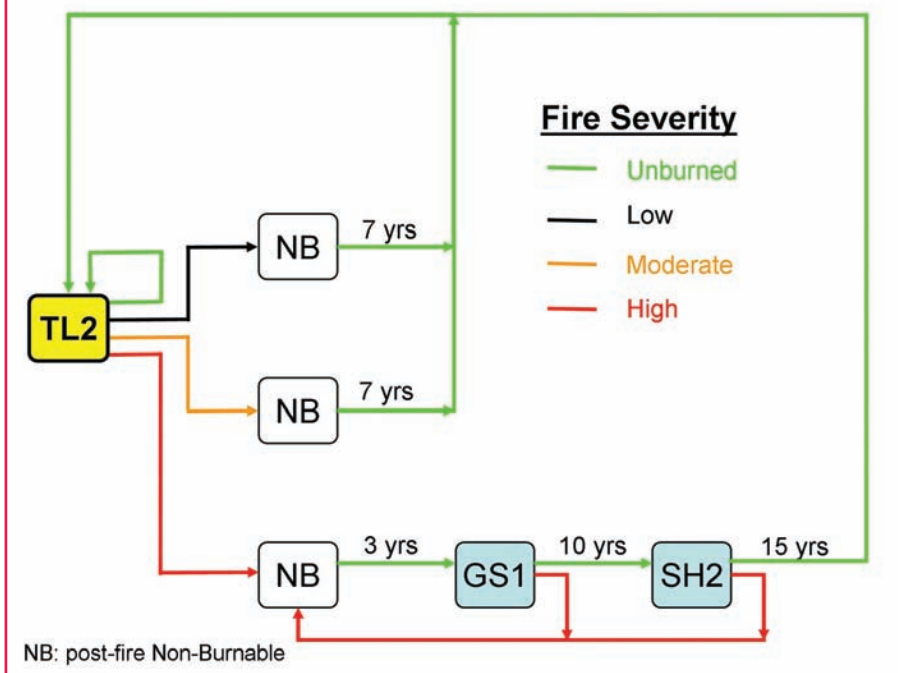 Fire Severity
Unburned
Low
Moderate
High
NB
7 yrs
TL2
NB
7 yrs
NB
3 yrs
GS1
10 yrs
SH2
15 yrs
NB: post-fire Non-Burnable